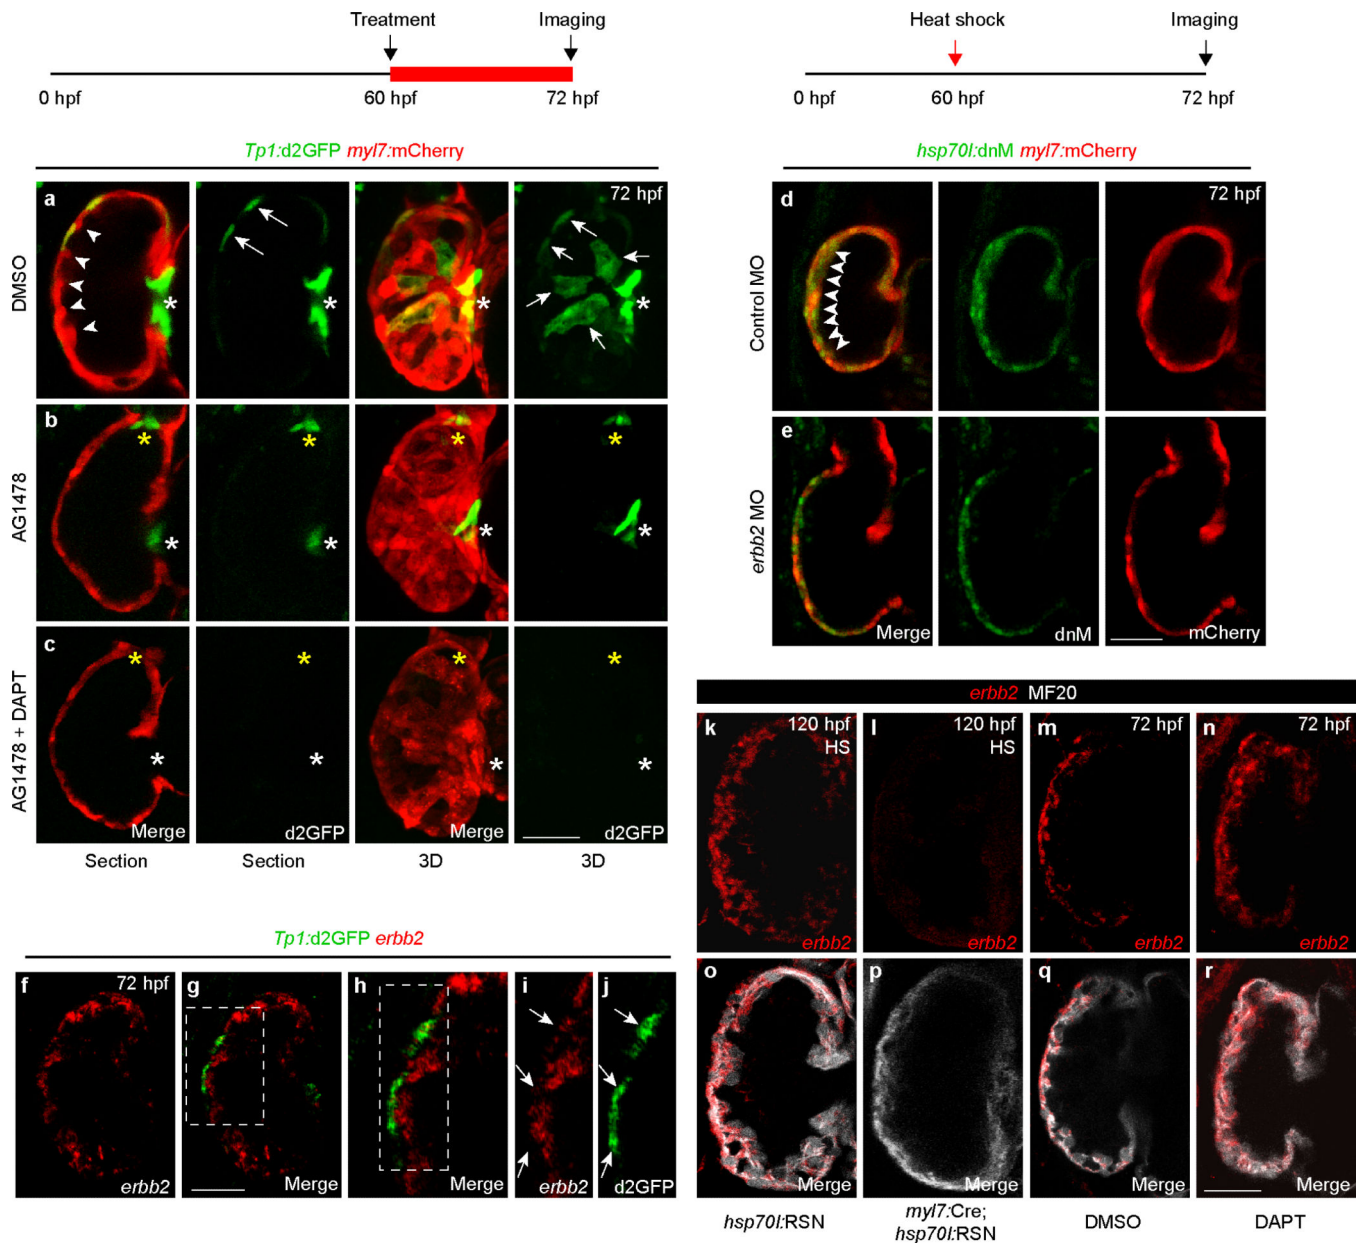 Treatment Imaging
0 hpf 60 hpf 72 hpf
Tp1:d2GFP myl7:mCherry
DMSO
a
72 hpf
*
*
*
AG1478
b
*
*
*
*
*
*
*
*
AG1478 + DAPT
c
*
*
*
*
*
*
*
*
Merge
d2GFP
Merge
d2GFP
Section Section 3D 3D
Heat shock Imaging
0 hpf 60 hpf 72 hpf
hsp70l:dnM myl7:mCherry
Control MO
d
72 hpf
erbb2 MO
e
Merge
dnM
mCherry
Tp1:d2GFP erbb2
f 72 hpf
g
h
i
j
erbb2
Merge
Merge
erbb2
d2GFP
erbb2 MF20
k 120 hpf
HS
l 120 hpf
HS
m 72 hpf
n 72 hpf
erbb2
erbb2
erbb2
erbb2
o
p
q
r
Merge
Merge
Merge
Merge
hsp70l:RSN
myl7:Cre;
hsp70l:RSN
DMSO
DAPT